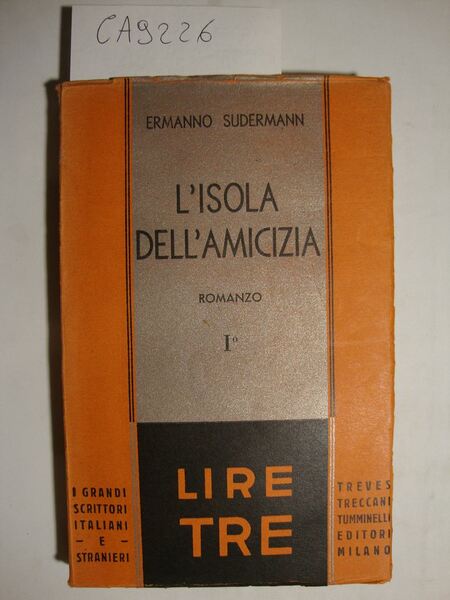 CA9226
ERMANNO SUDERMANN
L'ISOLA
DELL'AMICIZIA
ROMANZO
I°
LIRE
TRE
I GRANDI
SCRITTORI
ITALIANI
– E –
STRANIERI
TREVES
TRECCANI
TUMMINELLI
EDITORI
MILANO